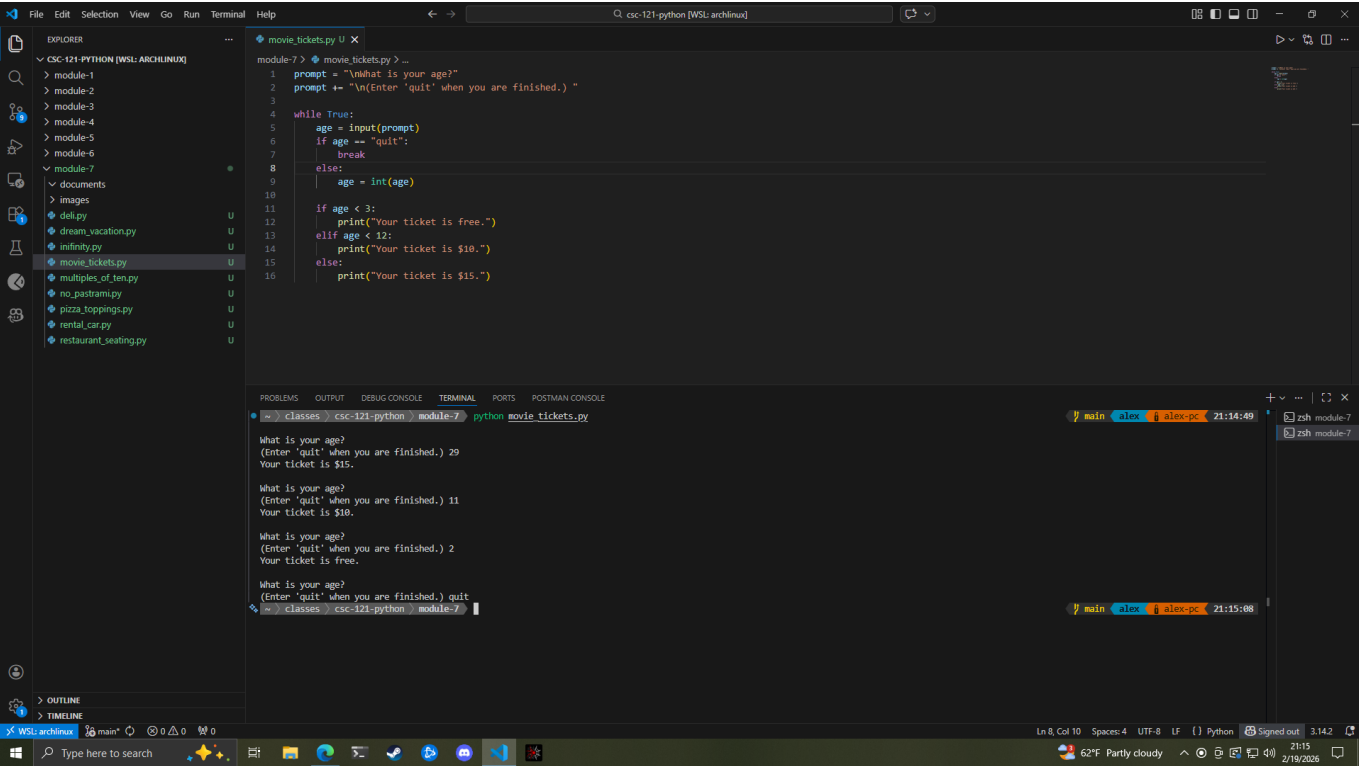 File Edit Selection View Go Run Terminal Help
csc-121-python [WSL: archlinux]
EXPLORER
CSC-121-PYTHON [WSL: ARCHLINUX]
module-1
module-2
module-3
module-4
module-5
module-6
module-7
documents
images
deli.py U
dream_vacation.py U
inifinity.py U
movie_tickets.py U
multiples_of_ten.py U
no_pastrami.py U
pizza_toppings.py U
rental_car.py U
restaurant_seating.py U
OUTLINE
TIMELINE
9
1
1
movie_tickets.py U
module-7 > movie_tickets.py > ...
1 prompt = "\nWhat is your age?"
2 prompt += "\n(Enter 'quit' when you are finished.) "
3
4 while True:
5 age = input(prompt)
6 if age == "quit":
7 break
8 else:
9 age = int(age)
10
11 if age < 3:
12 print("Your ticket is free.")
13 elif age < 12:
14 print("Your ticket is $10.")
15 else:
16 print("Your ticket is $15.")
PROBLEMS OUTPUT DEBUG CONSOLE TERMINAL PORTS POSTMAN CONSOLE
~ classes csc-121-python module-7 python movie_tickets.py main alex alex-pc 21:14:49
What is your age?
(Enter 'quit' when you are finished.) 29
Your ticket is $15.
What is your age?
(Enter 'quit' when you are finished.) 11
Your ticket is $10.
What is your age?
(Enter 'quit' when you are finished.) 2
Your ticket is free.
What is your age?
(Enter 'quit' when you are finished.) quit
~ classes csc-121-python module-7 main alex alex-pc 21:15:08
zsh module-7
zsh module-7
WSL: archlinux main* 0 0 0 Ln 8, Col 10 Spaces: 4 UTF-8 LF {} Python Signed out 3.14.2
Type here to search 3 62°F Partly cloudy 21:15
2/19/2026